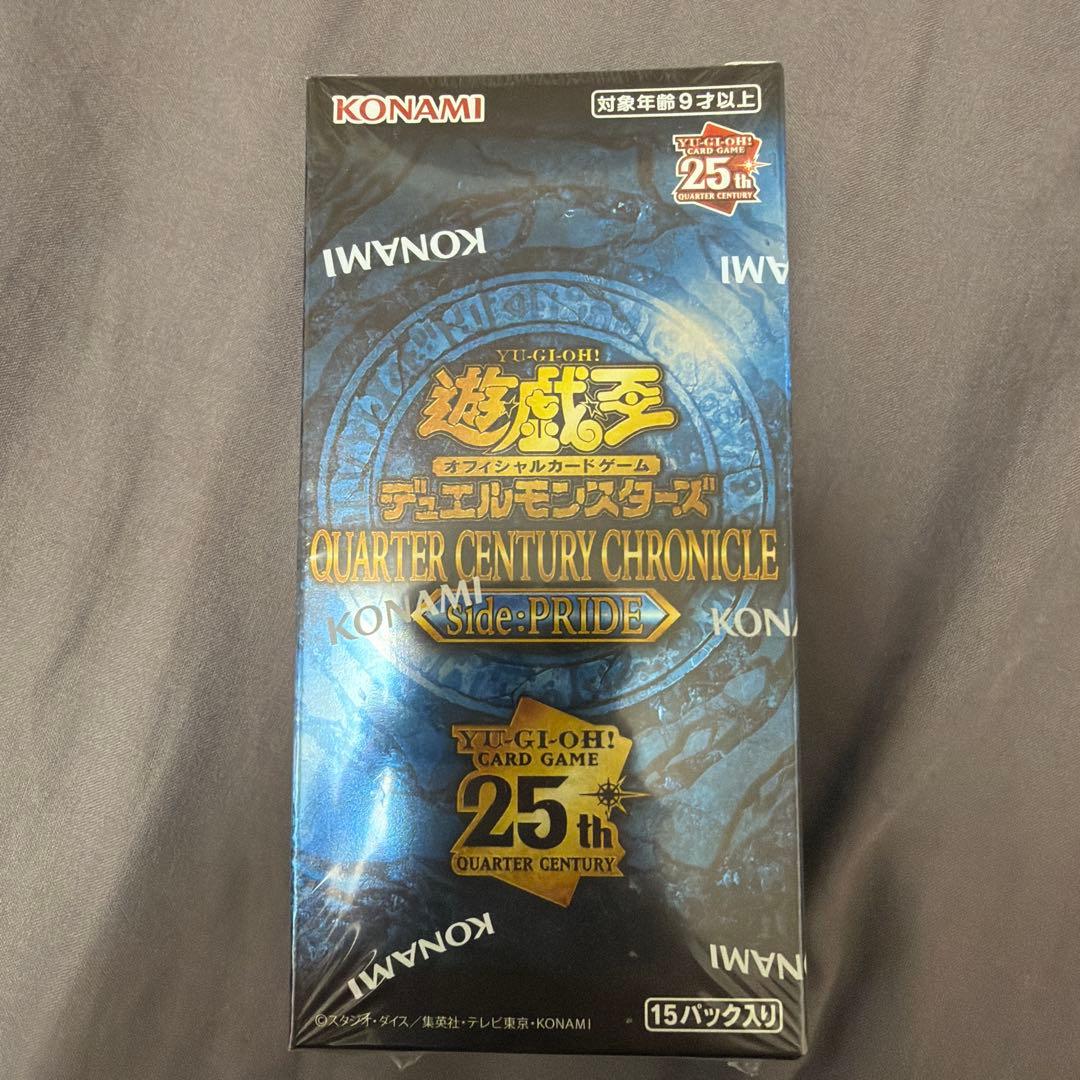 KONAMI
対象年齢9才以上
YU-GI-OH!
CARD GAME
25th
QUARTER CENTURY
KONAMI
KONAMI
YU-GI-OH!
遊戯王
オフィシャルカードゲーム
デュエルモンスターズ
QUARTER CENTURY CHRONICLE
side:PRIDE
KONAMI
KONA
YU-GI-OH!
CARD GAME
25th
QUARTER CENTURY
KONAMI
KONAMI
©スタジオ・ダイス／集英社・テレビ東京・KONAMI
15パック入り